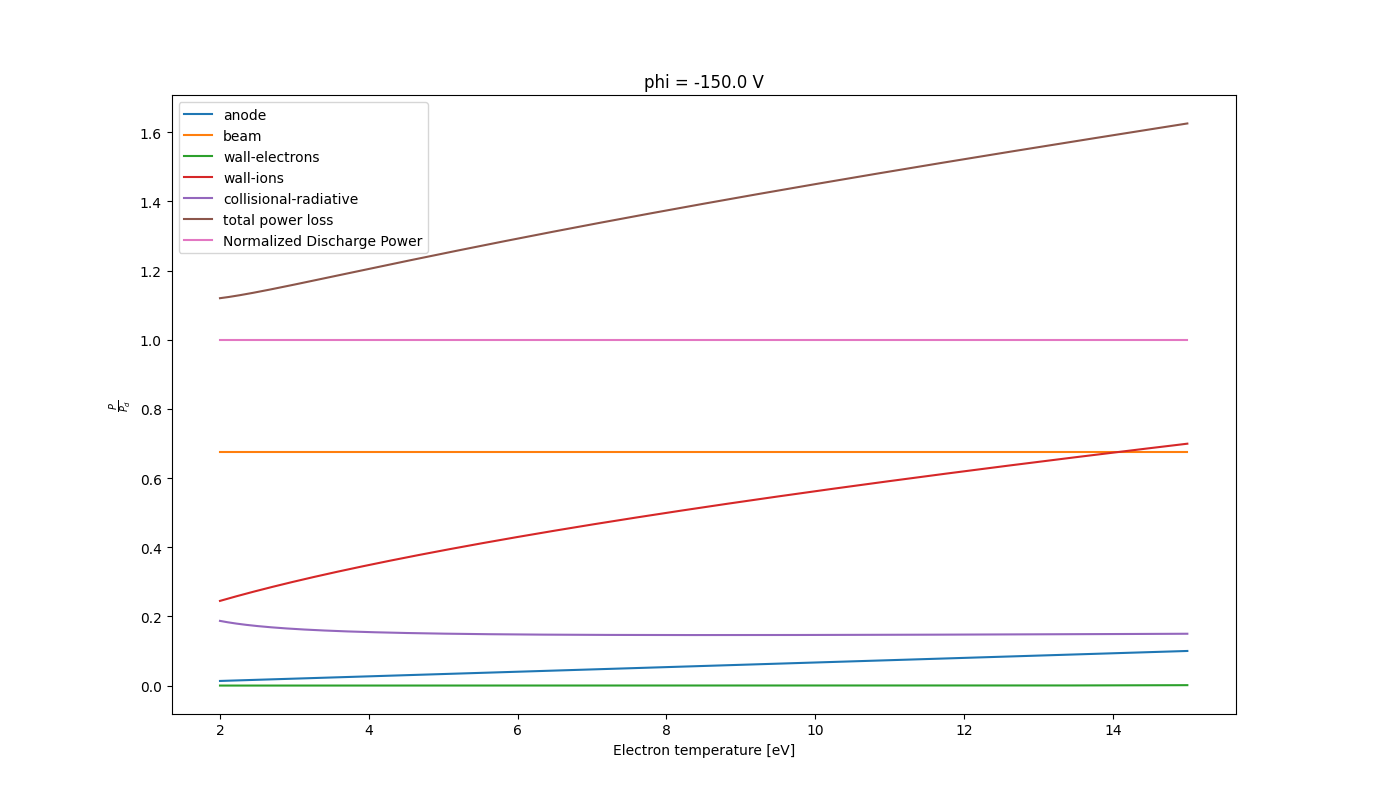 phi = -150.0 V
anode
beam
wall-electrons
wall-ions
collisional-radiative
total power loss
Normalized Discharge Power
1.6
1.4
1.2
1.0
0.8
0.6
0.4
0.2
0.0
P
P_d
2 4 6 8 10 12 14
Electron temperature [eV]